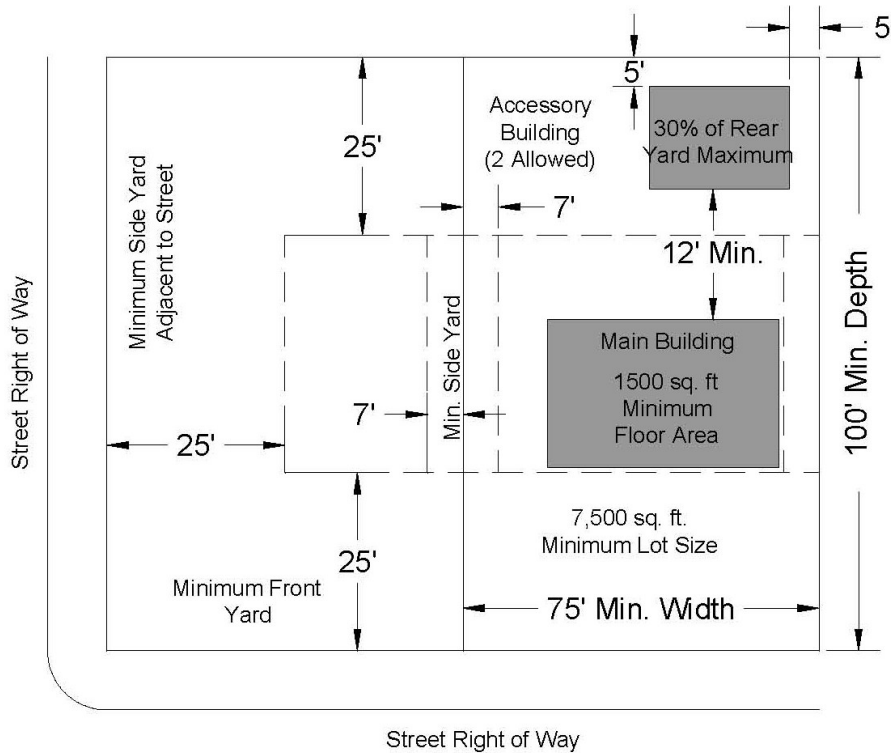 5
5'
Accessory
Building
(2 Allowed)
30% of Rear
Yard Maximum
25'
Minimum Side Yard
Adjacent to Street
7'
12' Min.
Street Right of Way
Min. Side Yard
Main Building
1500 sq. ft
Minimum
Floor Area
100' Min. Depth
7'
25'
7,500 sq. ft.
Minimum Lot Size
25'
Minimum Front
Yard
75' Min. Width
Street Right of Way